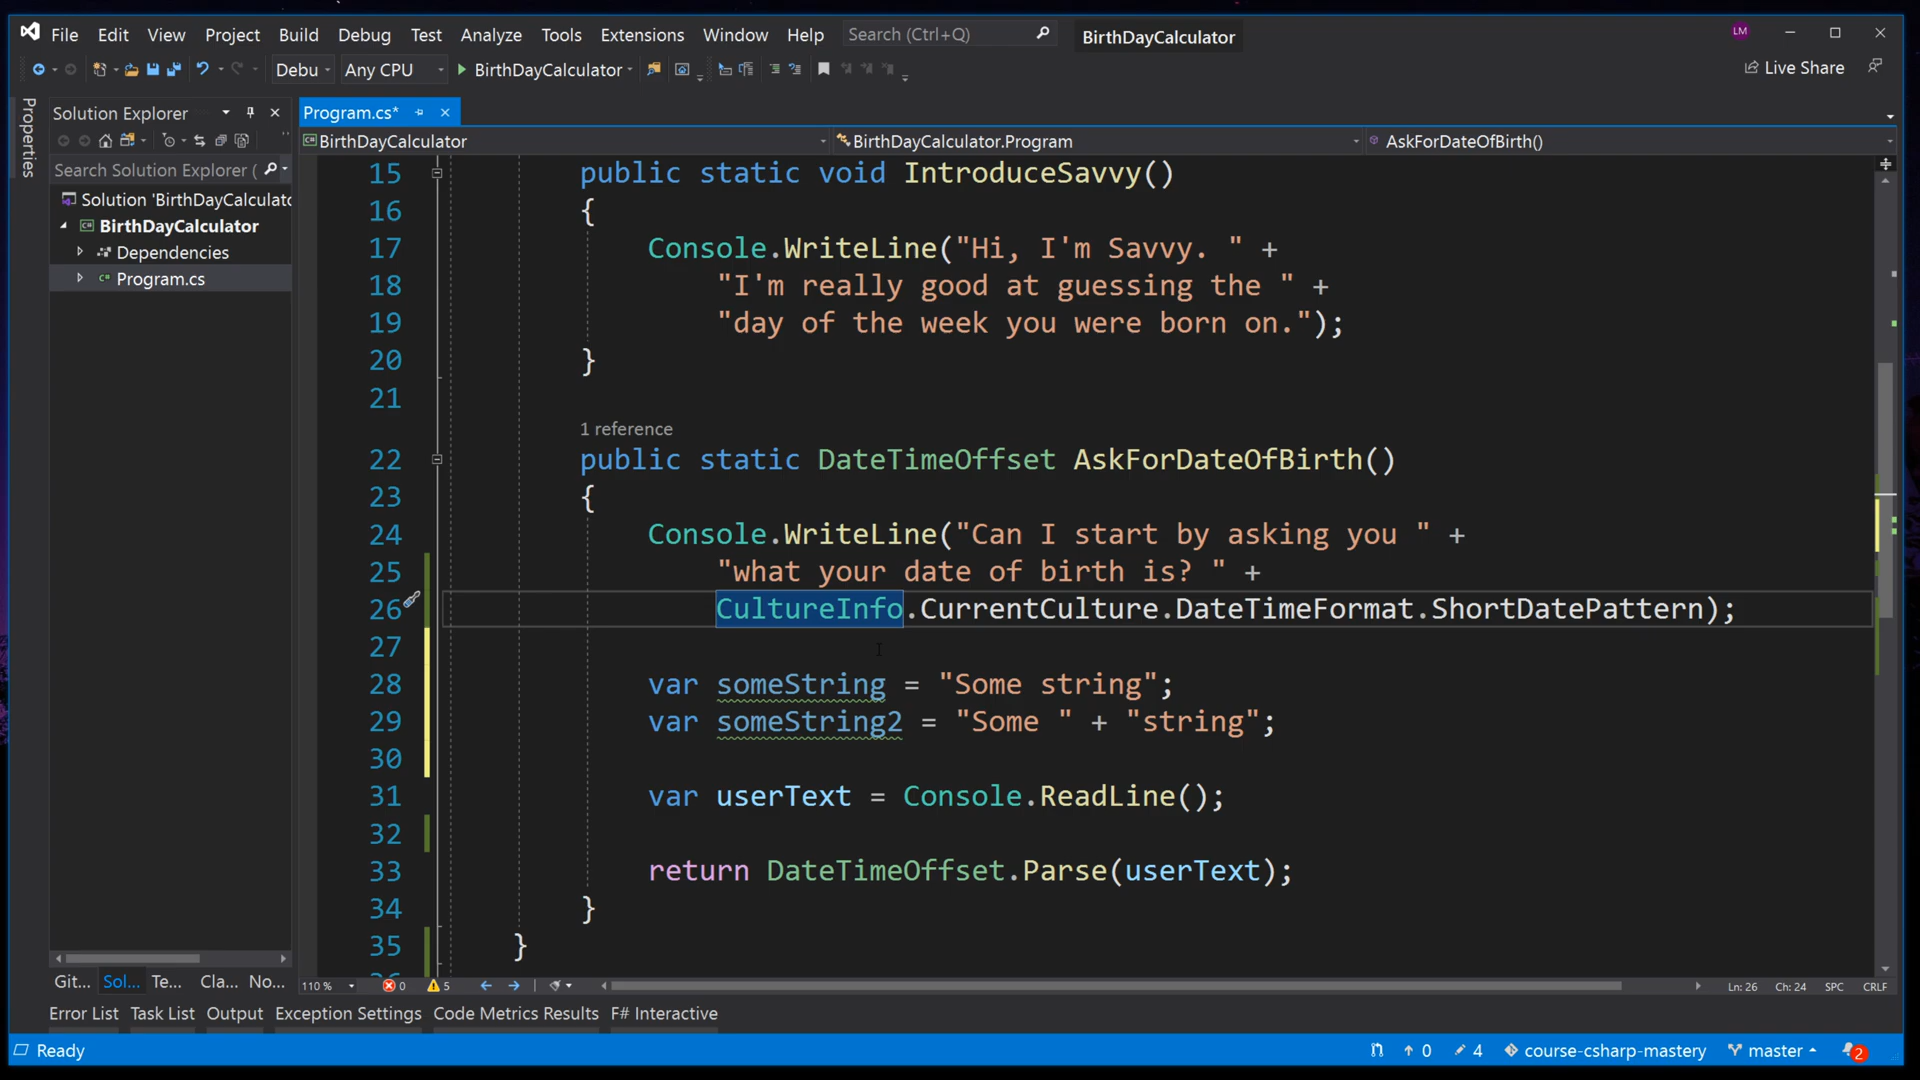 File Edit View Project Build Debug Test Analyze Tools Extensions Window Help Search (Ctrl+Q) BirthDayCalculator LM
Debu Any CPU BirthDayCalculator Live Share
Properties
Solution Explorer
Search Solution Explorer (
Solution 'BirthDayCalculato
BirthDayCalculator
Dependencies
Program.cs
Program.cs*
BirthDayCalculator BirthDayCalculator.Program AskForDateOfBirth()
15 public static void IntroduceSavvy()
16 {
17 Console.WriteLine("Hi, I'm Savvy. " +
18 "I'm really good at guessing the " +
19 "day of the week you were born on.");
20 }
21
1 reference
22 public static DateTimeOffset AskForDateOfBirth()
23 {
24 Console.WriteLine("Can I start by asking you " +
25 "what your date of birth is? " +
26 CultureInfo.CurrentCulture.DateTimeFormat.ShortDatePattern);
27
28 var someString = "Some string";
29 var someString2 = "Some " + "string";
30
31 var userText = Console.ReadLine();
32
33 return DateTimeOffset.Parse(userText);
34 }
35 }
Git... Sol... Te... Cla... No... 110 % 0 5 Ln: 26 Ch: 24 SPC CRLF
Error List Task List Output Exception Settings Code Metrics Results F# Interactive
Ready 0 4 course-csharp-mastery master 2